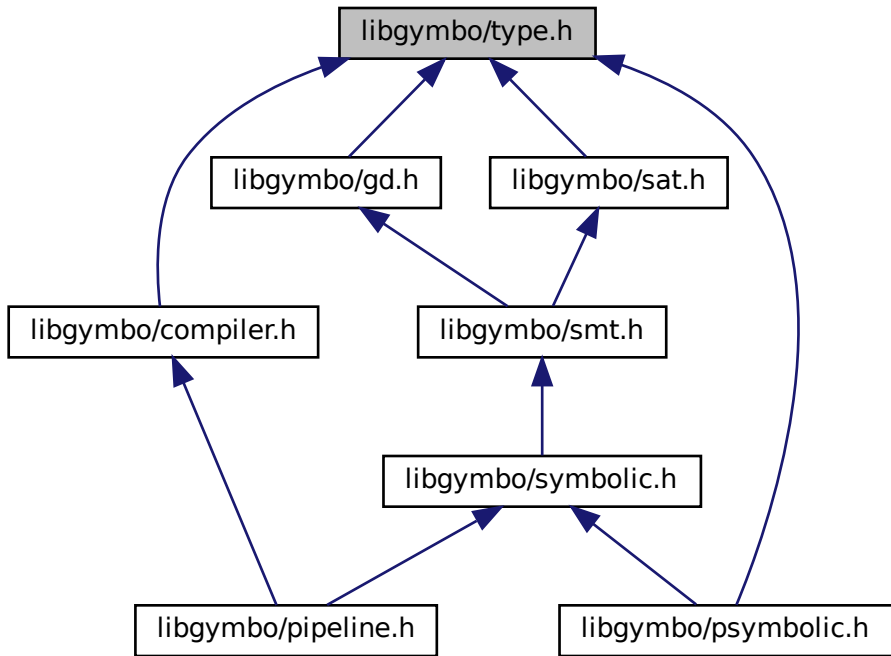 libgymbo/type.h
libgymbo/gd.h
libgymbo/sat.h
libgymbo/compiler.h
libgymbo/smt.h
libgymbo/symbolic.h
libgymbo/pipeline.h
libgymbo/psymbolic.h